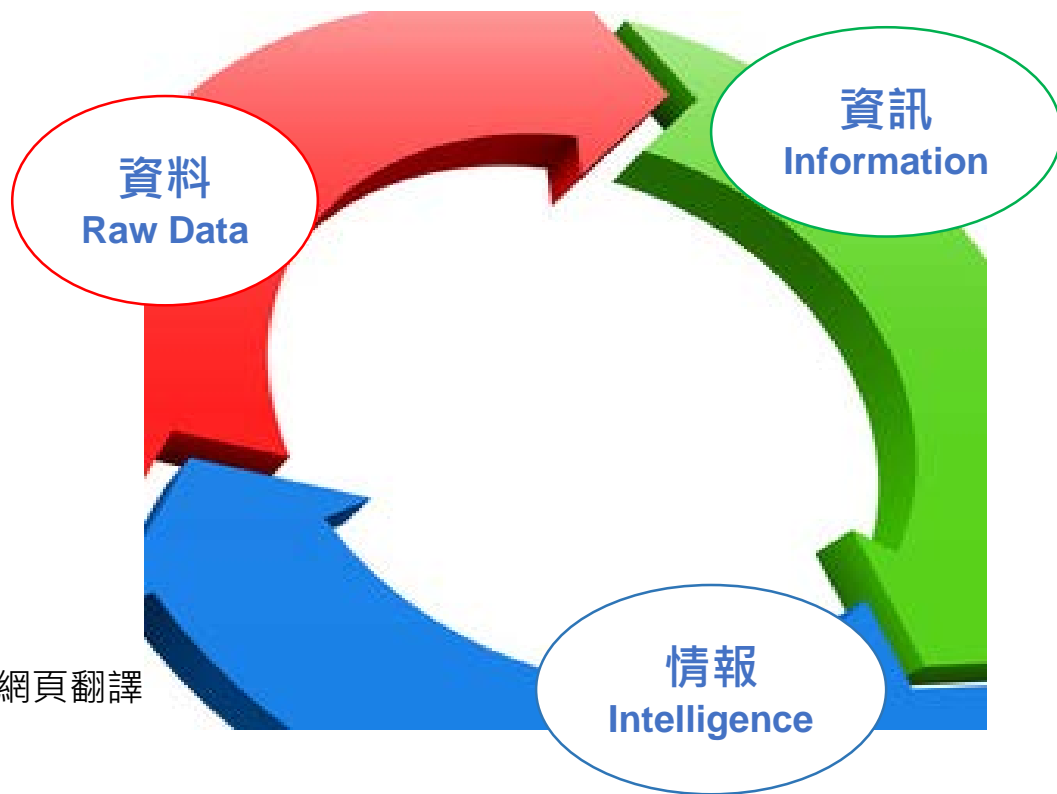 資訊
Information
資料
Raw Data
網頁翻譯
情報
Intelligence